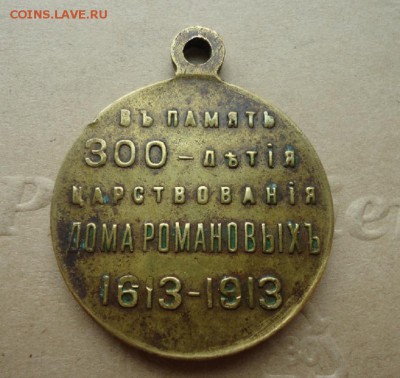 COINS.LAVE.RU
ВЪ ПАМЯТЬ
300-ЛѢТІЯ
ЦАРСТВОВАНІЯ
ДОМА РОМАНОВЫХЪ
1613-1913